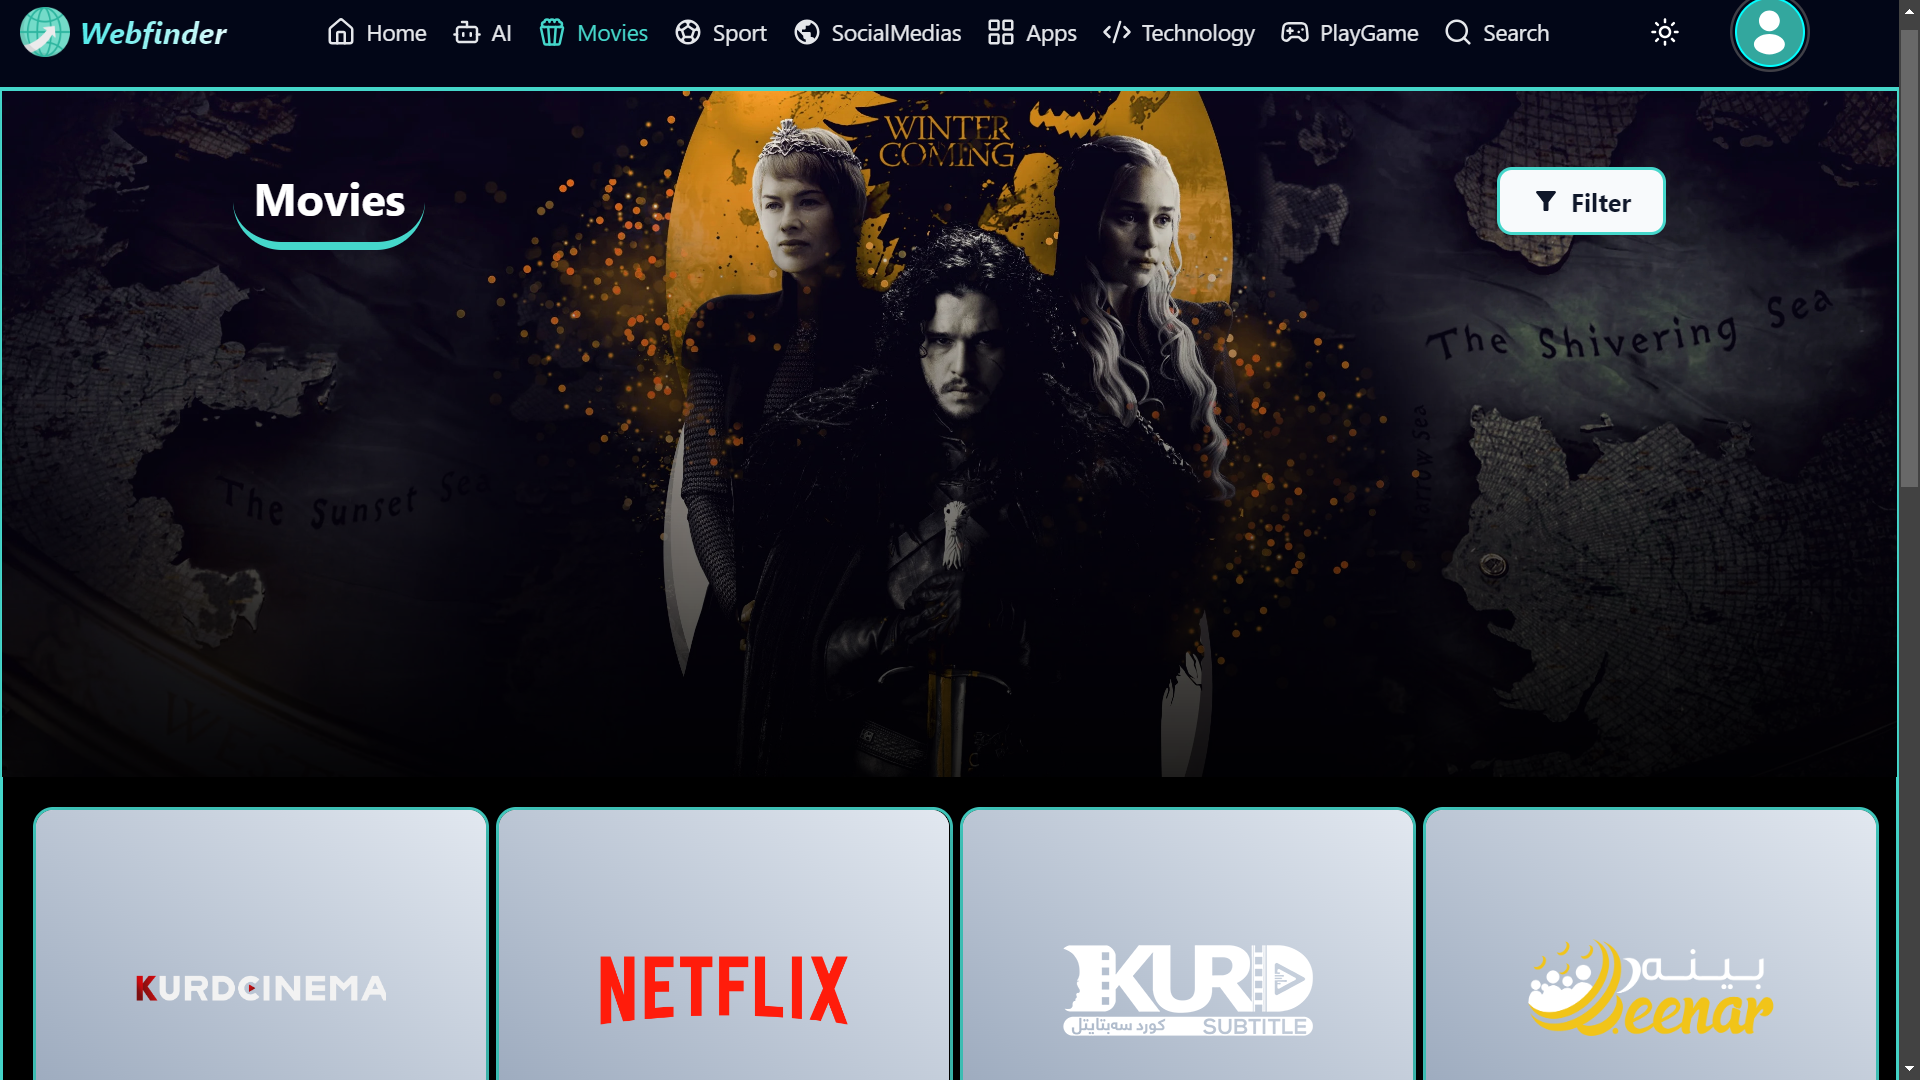 Webfinder
Home
AI
Movies
Sport
SocialMedias
Apps
Technology
PlayGame
Search
WINTER
COMING
Movies
Filter
The Shivering Sea
The Sunset Sea
KURDCINEMA
NETFLIX
KURD
کورد سەبتایتل SUBTITLE
بینەر
Beenar